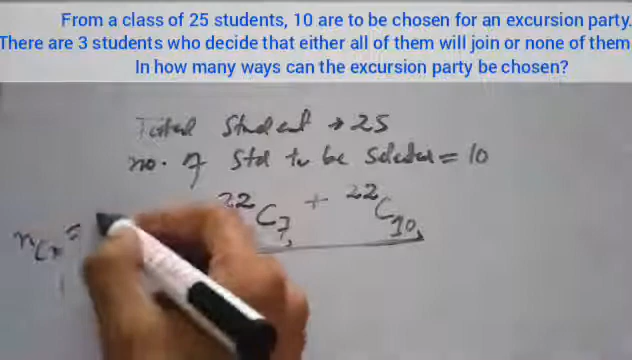 From a class of 25 students, 10 are to be chosen for an excursion party.
There are 3 students who decide that either all of them will join or none of them
In how many ways can the excursion party be chosen?
Total Student → 25
no. of Std to be Selected = 10
22C7 + 22C10
nCr =